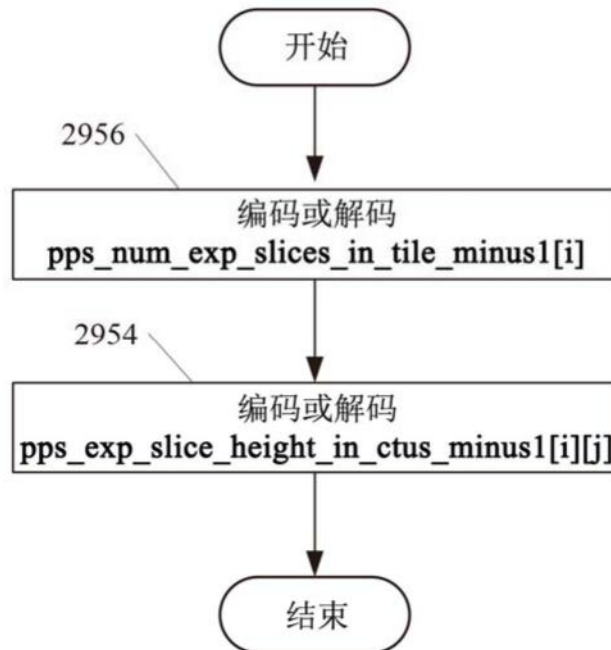 开始
2956
编码或解码
pps_num_exp_slices_in_tile_minus1[i]
2954
编码或解码
pps_exp_slice_height_in_ctus_minus1[i][j]
结束